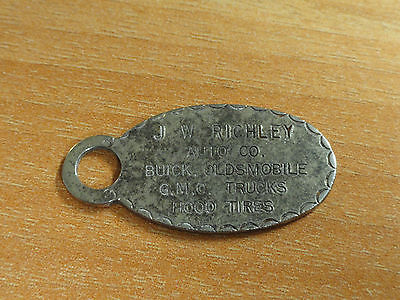 J. W. RICHLEY
AUTO CO.
BUICK, OLDSMOBILE
G.M.C. TRUCKS
HOOD TIRES